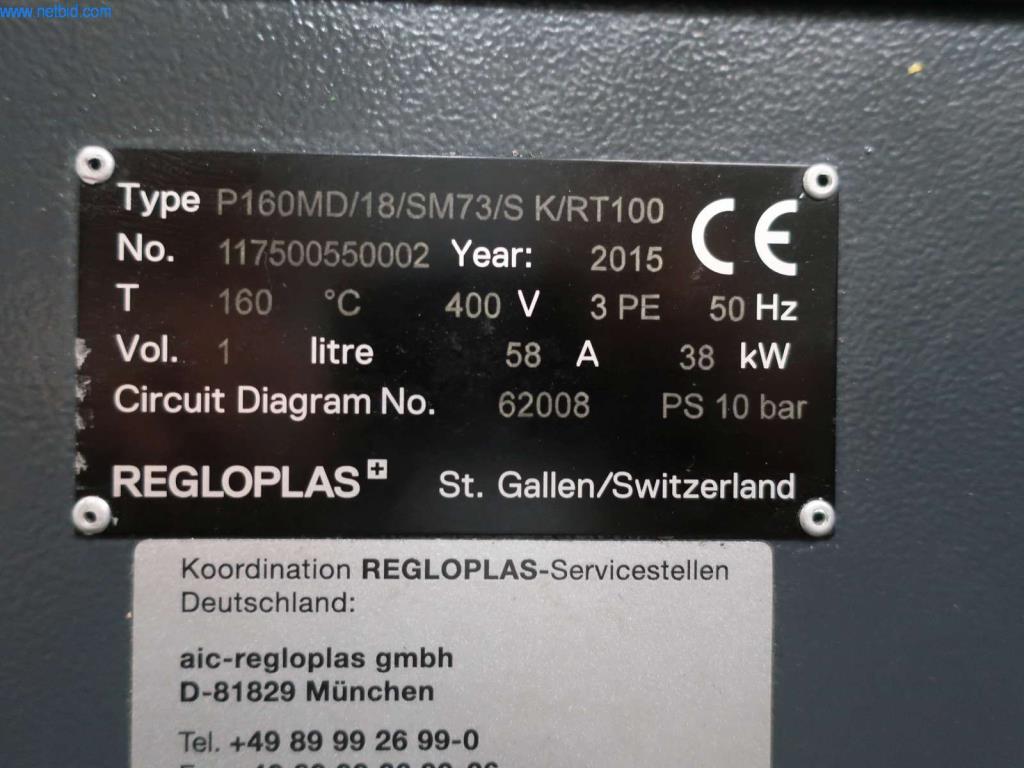 www.netbid.com
Type P160MD/18/SM73/S K/RT100
CE
No. 117500550002 Year: 2015
T 160 °C 400 V 3 PE 50 Hz
Vol. 1 litre 58 A 38 kW
Circuit Diagram No. 62008 PS 10 bar
REGLOPLAS St. Gallen/Switzerland
Koordination REGLOPLAS-Servicestellen
Deutschland:
aic-regloplas gmbh
D-81829 München
Tel. +49 89 99 26 99-0